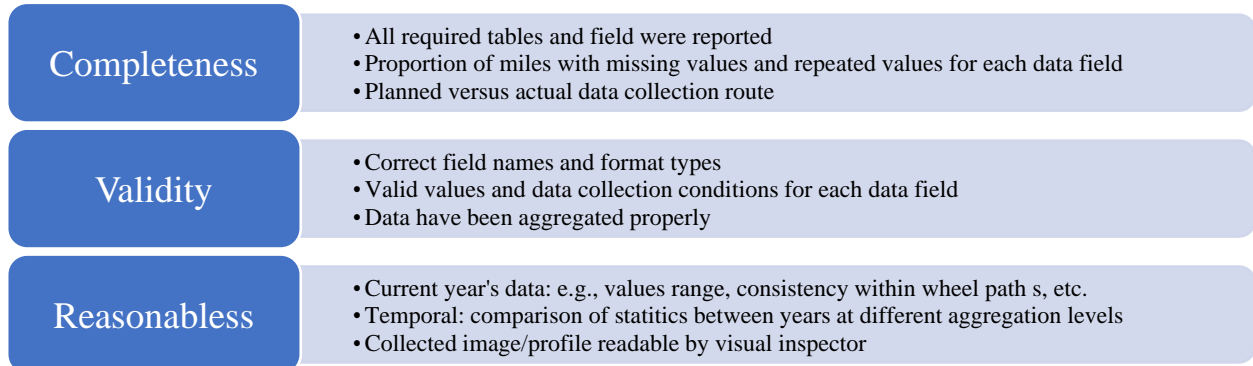 Completeness
• All required tables and field were reported
• Proportion of miles with missing values and repeated values for each data field
• Planned versus actual data collection route
Validity
• Correct field names and format types
• Valid values and data collection conditions for each data field
• Data have been aggregated properly
Reasonabless
• Current year's data: e.g., values range, consistency within wheel path s, etc.
• Temporal: comparison of statitics between years at different aggregation levels
• Collected image/profile readable by visual inspector